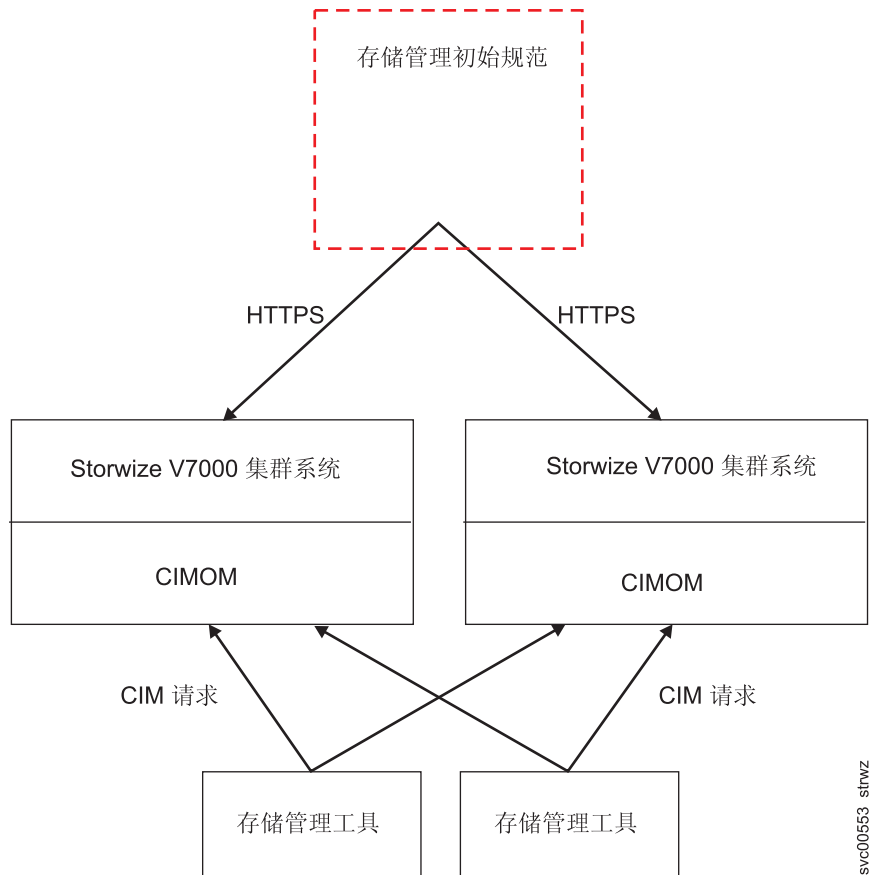 存储管理初始规范
HTTPS
HTTPS
Storwize V7000 集群系统
Storwize V7000 集群系统
CIMOM
CIMOM
CIM 请求
CIM 请求
存储管理工具
存储管理工具
svc00553 strwz